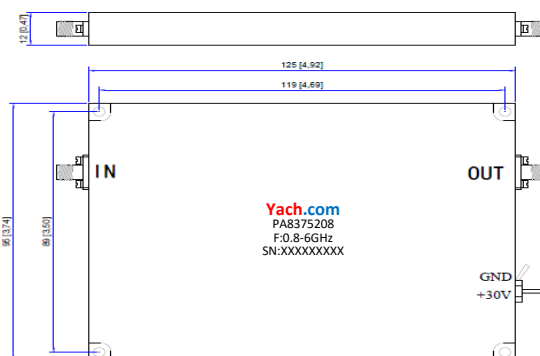 12 [0.47]
125 [4,92]
119 [4,69]
95 [3,74]
89 [3,50]
IN
OUT
Yach.com
PA8375208
F:0.8-6GHz
SN:XXXXXXXXX
GND
+30V